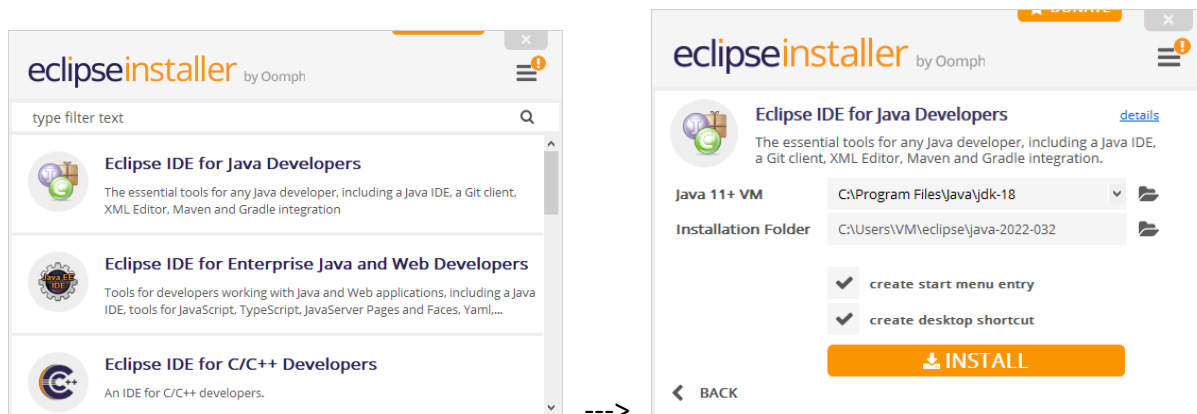 eclipseinstaller by Oomph
type filter text
Eclipse IDE for Java Developers
The essential tools for any Java developer, including a Java IDE, a Git client,
XML Editor, Maven and Gradle integration
Eclipse IDE for Enterprise Java and Web Developers
Tools for developers working with Java and Web applications, including a Java
IDE, tools for JavaScript, TypeScript, JavaServer Pages and Faces, Yaml,...
Java EE
IDE
Eclipse IDE for C/C++ Developers
An IDE for C/C++ developers.
--->
DONATE
eclipseinstaller by Oomph
Eclipse IDE for Java Developers details
The essential tools for any Java developer, including a Java IDE,
a Git client, XML Editor, Maven and Gradle integration.
Java 11+ VM C:\Program Files\Java\jdk-18
Installation Folder C:\Users\VM\eclipse\java-2022-032
create start menu entry
create desktop shortcut
INSTALL
BACK